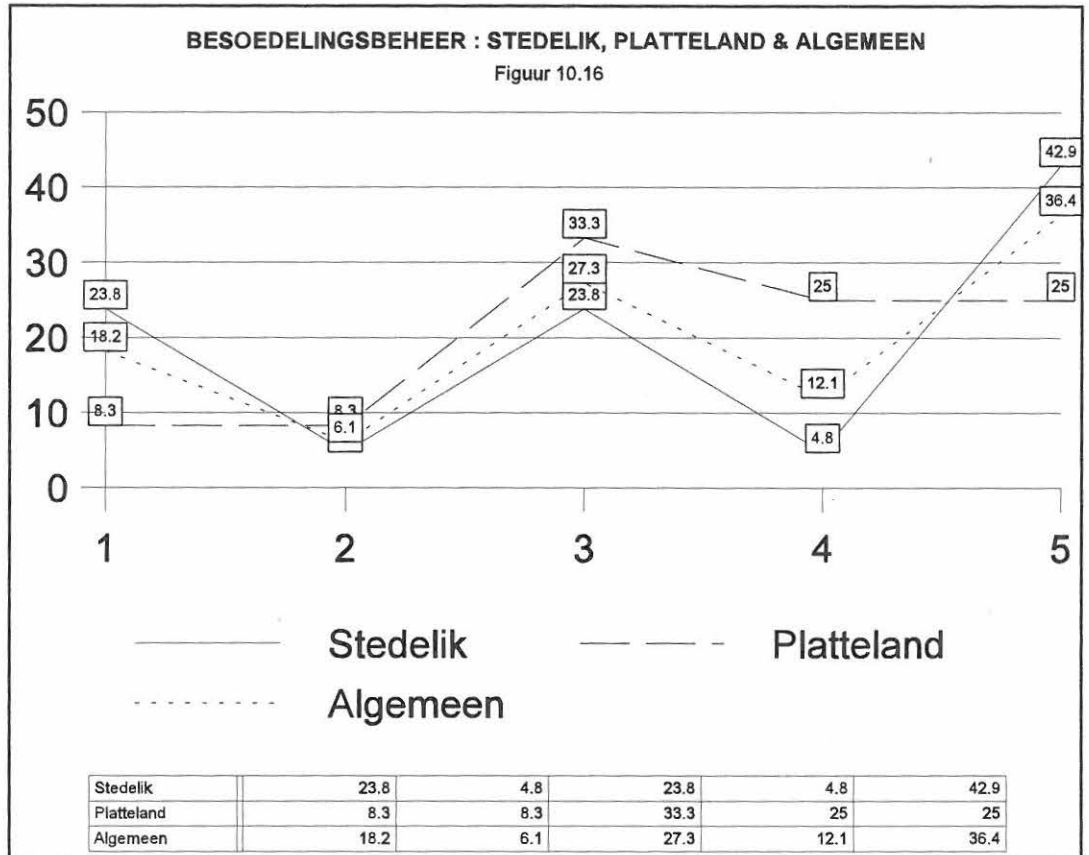 BESOEDELINGSBEHEER : STEDELIK, PLATTELAND & ALGEMEEN
Figuur 10.16
50
42.9
40
36.4
33.3
30
27.3
23.8
23.8
25
25
20
18.2
12.1
10
8.3
8.3
6.1
4.8
0
1 2 3 4 5
Stedelik Platteland
Algemeen
Stedelik 23.8 4.8 23.8 4.8 42.9
Platteland 8.3 8.3 33.3 25 25
Algemeen 18.2 6.1 27.3 12.1 36.4